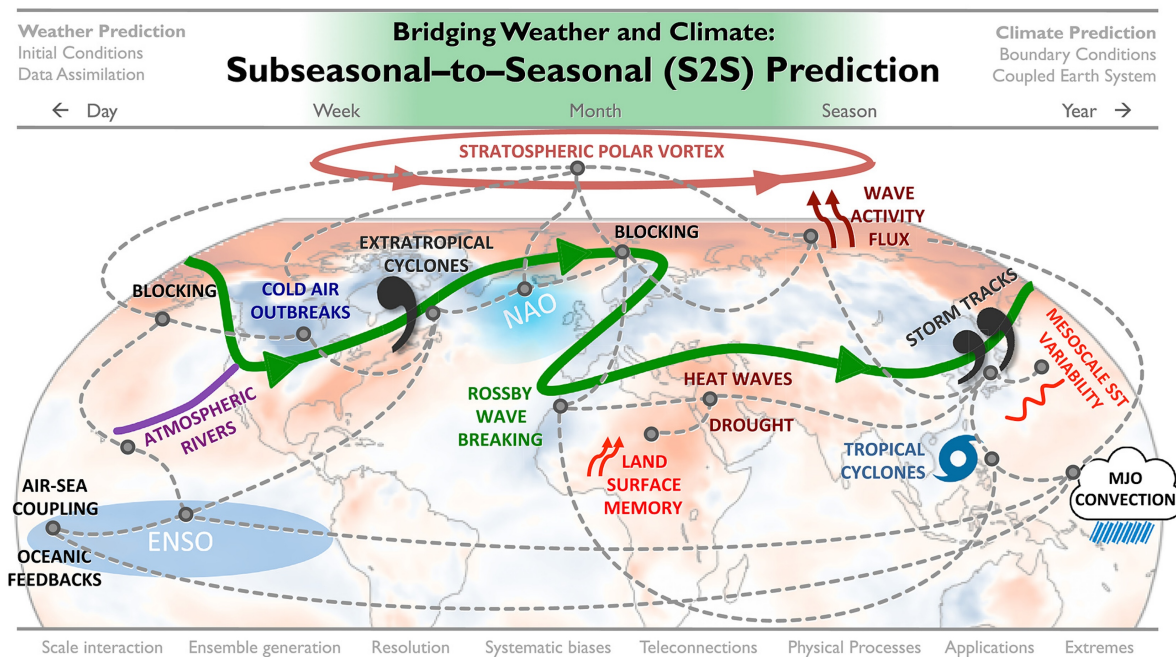 Weather Prediction
Initial Conditions
Data Assimilation
Bridging Weather and Climate:
Subseasonal–to–Seasonal (S2S) Prediction
Climate Prediction
Boundary Conditions
Coupled Earth System
← Day
Week
Month
Season
Year →
STRATOSPHERIC POLAR VORTEX
WAVE
ACTIVITY
FLUX
EXTRATROPICAL
CYCLONES
BLOCKING
BLOCKING
COLD AIR
OUTBREAKS
NAO
STORM TRACKS
MESOSCALE SST
VARIABILITY
ATMOSPHERIC
RIVERS
ROSSBY
WAVE
BREAKING
HEAT WAVES
DROUGHT
LAND
SURFACE
MEMORY
TROPICAL
CYCLONES
MJO
CONVECTION
AIR-SEA
COUPLING
ENSO
OCEANIC
FEEDBACKS
Scale interaction
Ensemble generation
Resolution
Systematic biases
Teleconnections
Physical Processes
Applications
Extremes